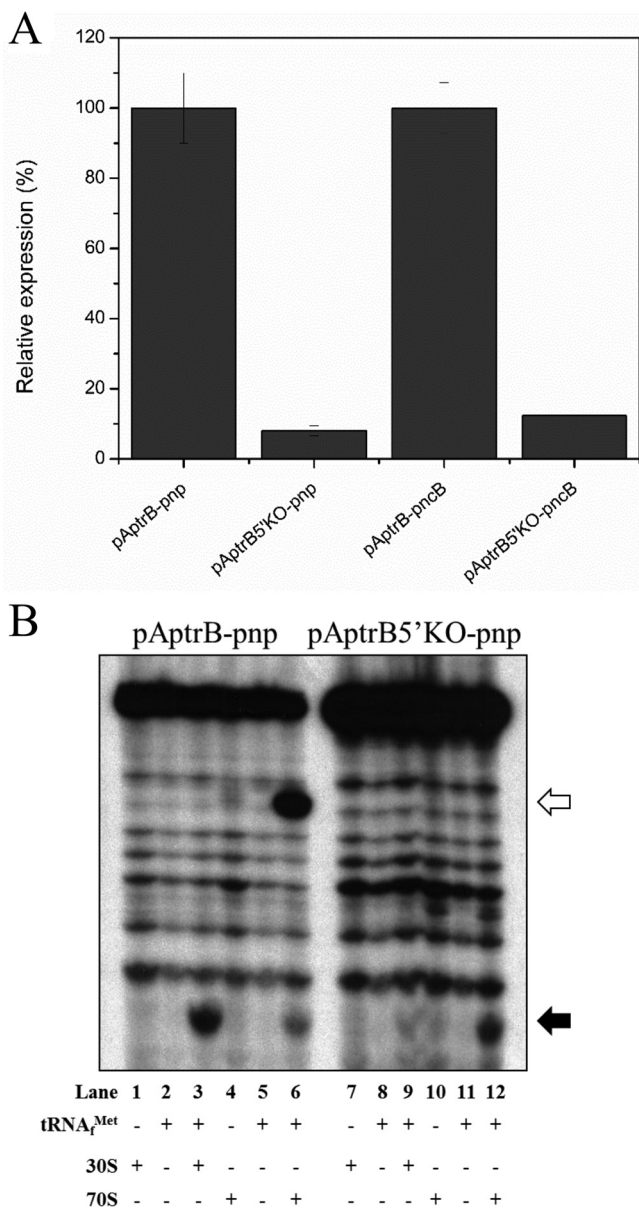 A
120
100
80
60
40
20
0
Relative expression (%)
pAptrB-pnp
pAptrB5'KO-pnp
pAptrB-pncB
pAptrB5'KO-pncB
B
pAptrB-pnp pAptrB5’KO-pnp
Lane 1 2 3 4 5 6 7 8 9 10 11 12
tRNAfMet - + + - + + - + + - + +
30S + - + - - - + - + - - -
70S - - - + - + - - - + - +